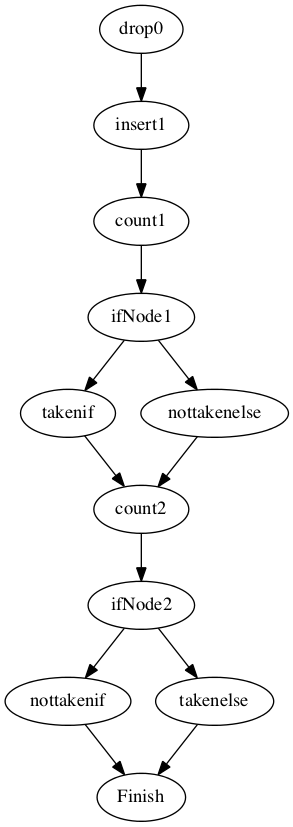 drop0
insert1
count1
ifNode1
takenif
nottakenelse
count2
ifNode2
nottakenif
takenelse
Finish